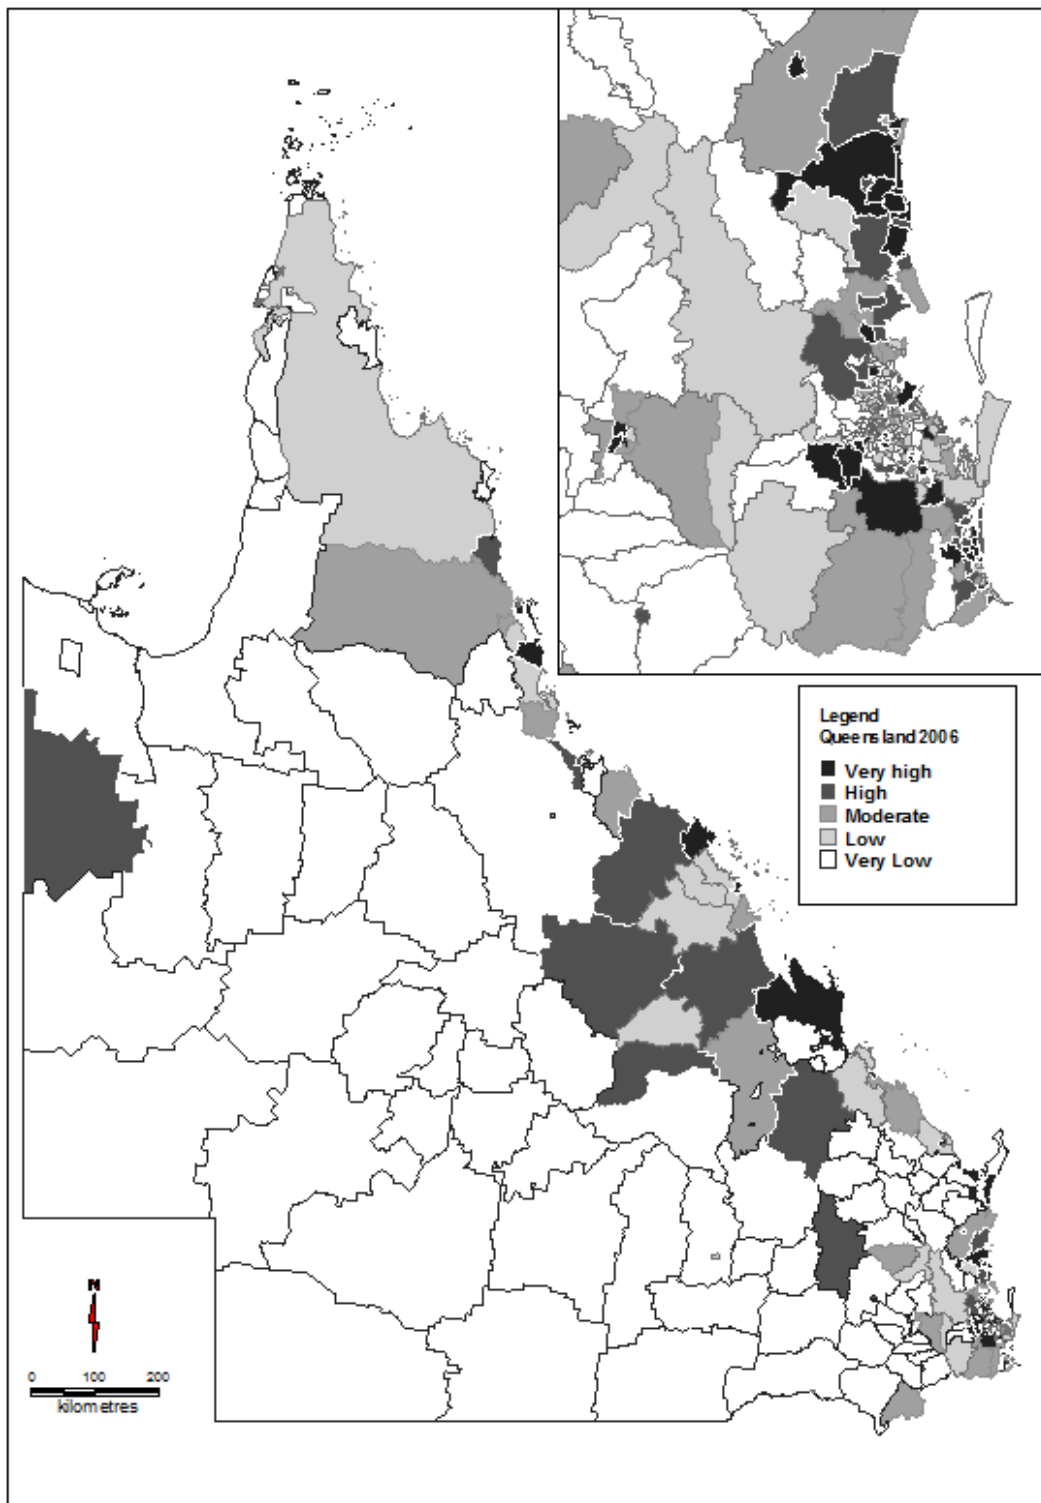 Legend
Queensland 2006
Very high
High
Moderate
Low
Very Low
N
0 100 200
kilometres